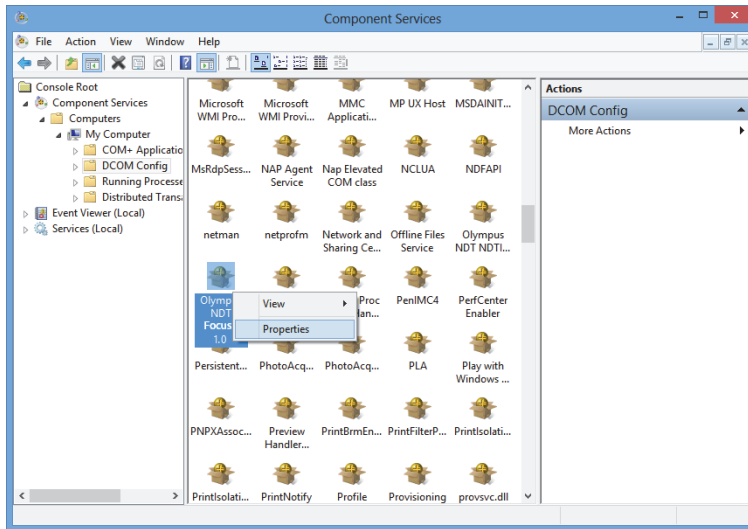 Component Services
File Action View Window Help
Console Root
Component Services
Computers
My Computer
COM+ Applicatio
DCOM Config
Running Processe
Distributed Trans
Event Viewer (Local)
Services (Local)
Microsoft Microsoft MMC MP UX Host MSDAINIT...
WMI Pro... WMI Provi... Applicati...
MsRdpSess... NAP Agent Nap Elevated NCLUA NDFAPI
Service COM class
netman netprofm Network and Offline Files Olympus
Sharing Ce... Service NDT NDTI...
Olymp Proc PenIMC4 PerfCenter
NDT Han... Enabler
Focus
1.0
View
Properties
Persistent... PhotoAcq... PhotoAcq... PLA Play with
Windows ...
PNPXAssoc... Preview PrintBrmEn... PrintFilterP... PrintIsolati...
Handler...
PrintIsolati... PrintNotify Profile Provisioning provsvc.dll
Actions
DCOM Config
More Actions